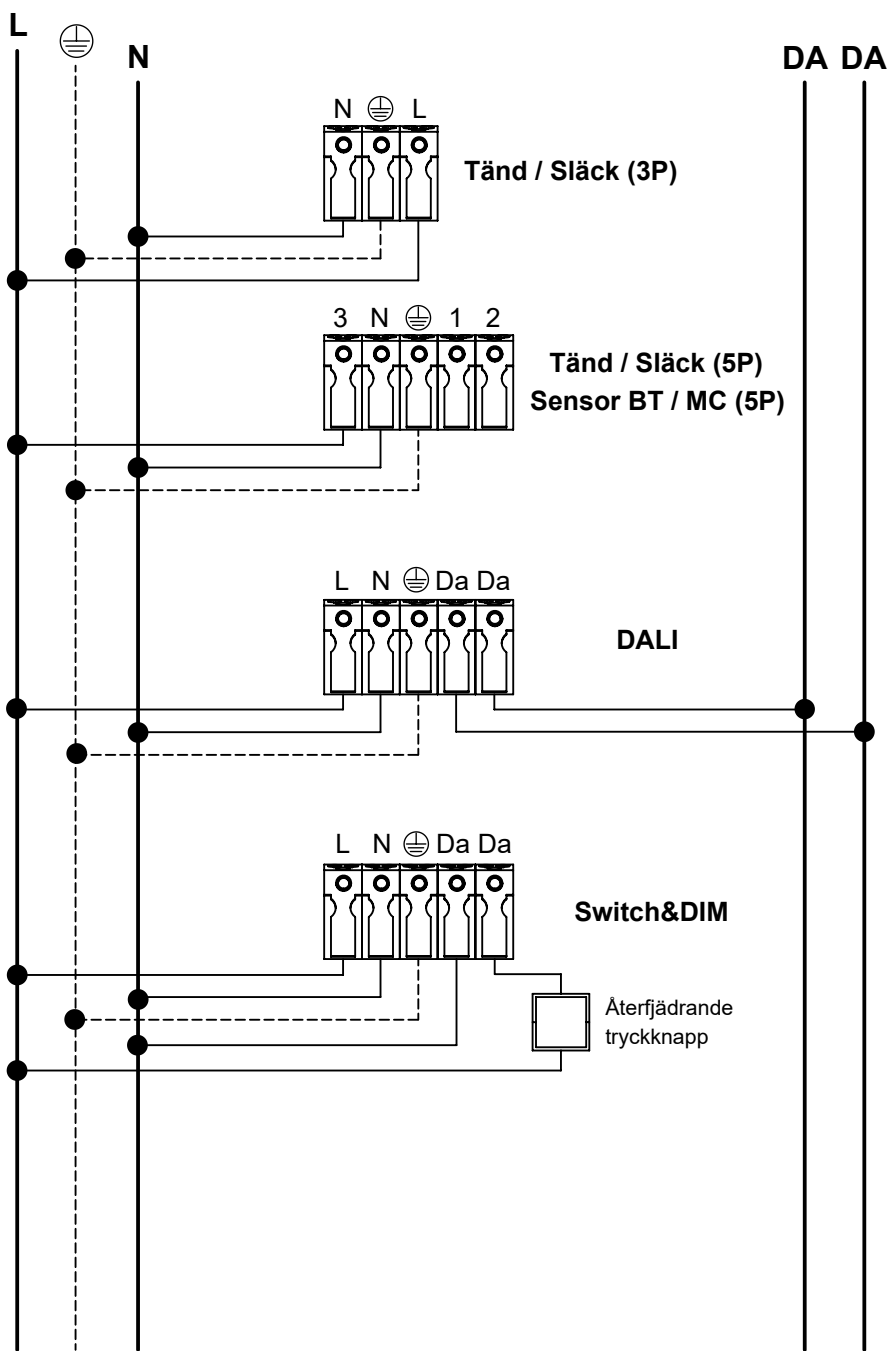 L N DA DA
N L
Tänd / Släck (3P)
3 N 1 2
Tänd / Släck (5P)
Sensor BT / MC (5P)
L N Da Da
DALI
L N Da Da
Switch&DIM
Återfjädrande
tryckknapp